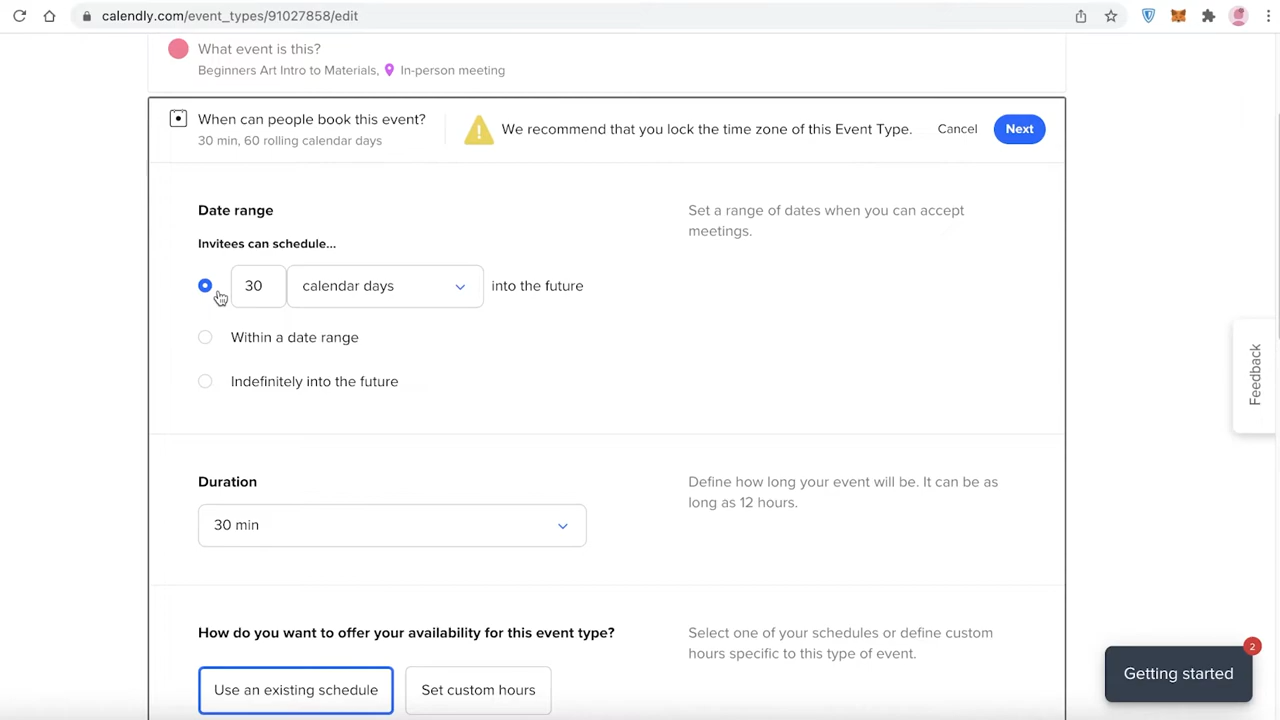 calendly.com/event_types/91027858/edit
What event is this?
Beginners Art Intro to Materials, In-person meeting
When can people book this event?
30 min, 60 rolling calendar days
We recommend that you lock the time zone of this Event Type.
Cancel
Next
Date range
Invitees can schedule...
30 calendar days into the future
Within a date range
Indefinitely into the future
Set a range of dates when you can accept
meetings.
Feedback
Duration
30 min
Define how long your event will be. It can be as
long as 12 hours.
How do you want to offer your availability for this event type?
Use an existing schedule
Set custom hours
Select one of your schedules or define custom
hours specific to this type of event.
Getting started
2